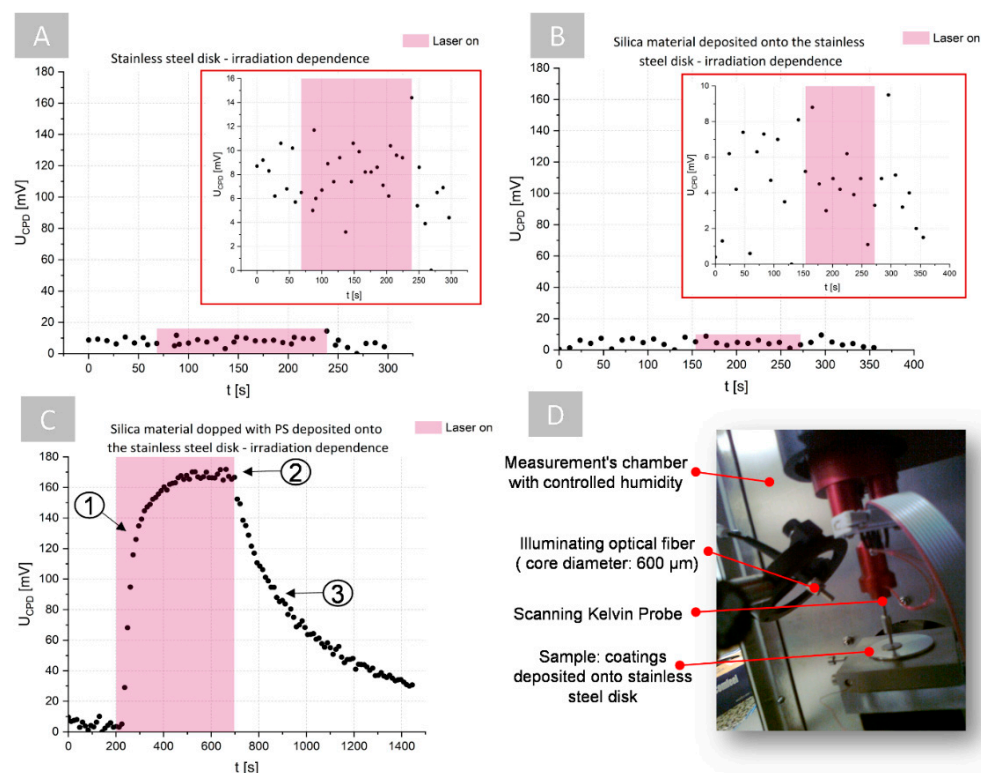 A
Laser on
Stainless steel disk - irradiation dependence
180
160
140
120
100
80
60
40
20
0
U_CPD [mV]
0 50 100 150 200 250 300
t [s]
16
14
12
10
8
6
4
2
0
U_CPD [mV]
0 50 100 150 200 250 300
t [s]
B
Laser on
Silica material deposited onto the stainless
steel disk - irradiation dependence
180
160
140
120
100
80
60
40
20
0
U_CPD [mV]
0 50 100 150 200 250 300 350 400
t [s]
10
8
6
4
2
0
U_CPD [mV]
0 50 100 150 200 250 300 350 400
t [s]
C
Silica material dopped with PS deposited onto
the stainless steel disk - irradiation dependence
Laser on
180
160
140
120
100
80
60
40
20
0
U_CPD [mV]
1
2
3
0 200 400 600 800 1000 1200 1400
t [s]
D
Measurement's chamber
with controlled humidity
Illuminating optical fiber
( core diameter: 600 µm)
Scanning Kelvin Probe
Sample: coatings
deposited onto stainless
steel disk